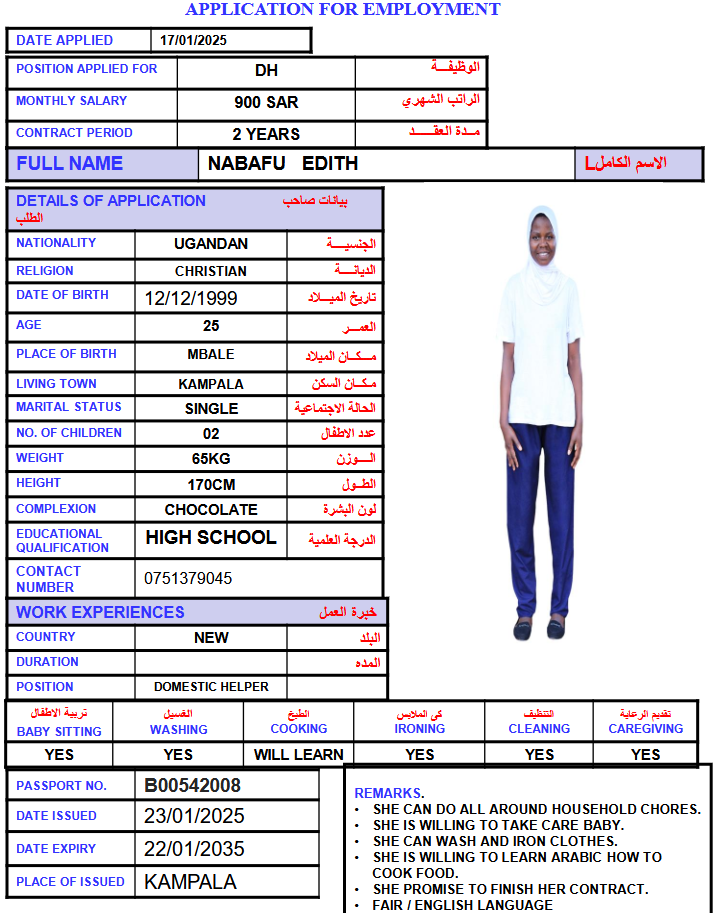 APPLICATION FOR EMPLOYMENT
DATE APPLIED 17/01/2025
POSITION APPLIED FOR DH الوظيفـــة
MONTHLY SALARY 900 SAR الراتب الشهري
CONTRACT PERIOD 2 YEARS مــدة العقــــد
FULL NAME NABAFU EDITH الاسم الكاملL
DETAILS OF APPLICATION بيانات صاحب
الطلب
NATIONALITY UGANDAN الجنسيـــة
RELIGION CHRISTIAN الديانـــة
DATE OF BIRTH 12/12/1999 تاريخ الميــلاد
AGE 25 العمــر
PLACE OF BIRTH MBALE مــكــان الميلاد
LIVING TOWN KAMPALA مكــان السكن
MARITAL STATUS SINGLE الحالة الاجتماعية
NO. OF CHILDREN 02 عدد الاطفال
WEIGHT 65KG الـــوزن
HEIGHT 170CM الطــول
COMPLEXION CHOCOLATE لون البشرة
EDUCATIONAL QUALIFICATION HIGH SCHOOL الدرجة العلمية
CONTACT NUMBER 0751379045
WORK EXPERIENCES خبرة العمل
COUNTRY NEW البلد
DURATION المده
POSITION DOMESTIC HELPER
تربية الاطفال الغسيل الطبخ كى الملابس التنظيف تقديم الرعاية
BABY SITTING WASHING COOKING IRONING CLEANING CAREGIVING
YES YES WILL LEARN YES YES YES
PASSPORT NO. B00542008
DATE ISSUED 23/01/2025
DATE EXPIRY 22/01/2035
PLACE OF ISSUED KAMPALA
REMARKS.
• SHE CAN DO ALL AROUND HOUSEHOLD CHORES.
• SHE IS WILLING TO TAKE CARE BABY.
• SHE CAN WASH AND IRON CLOTHES.
• SHE IS WILLING TO LEARN ARABIC HOW TO
COOK FOOD.
• SHE PROMISE TO FINISH HER CONTRACT.
• FAIR / ENGLISH LANGUAGE